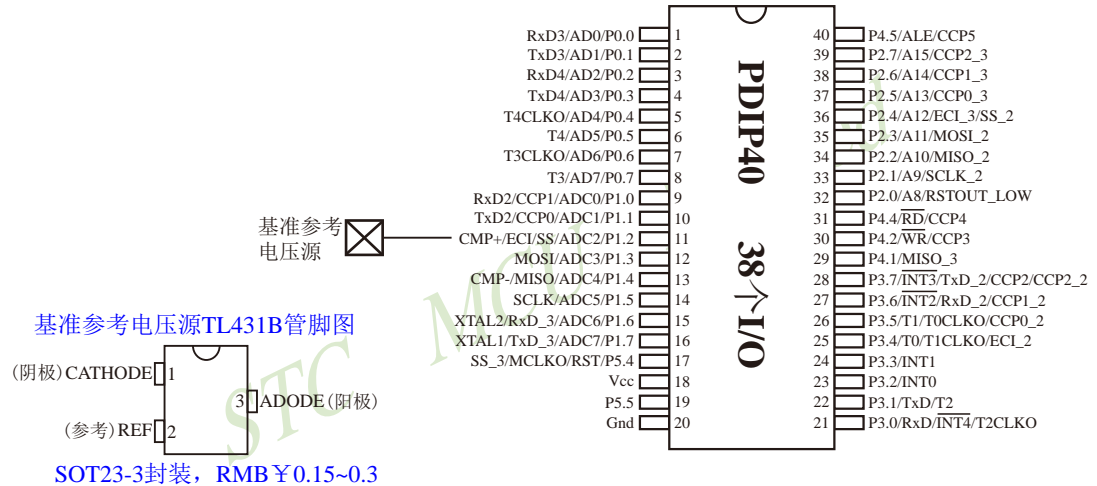 RxD3/AD0/P0.0 1
TxD3/AD1/P0.1 2
RxD4/AD2/P0.2 3
TxD4/AD3/P0.3 4
T4CLKO/AD4/P0.4 5
T4/AD5/P0.5 6
T3CLKO/AD6/P0.6 7
T3/AD7/P0.7 8
RxD2/CCP1/ADC0/P1.0 9
TxD2/CCP0/ADC1/P1.1 10
CMP+/ECI/SS/ADC2/P1.2 11
MOSI/ADC3/P1.3 12
CMP-/MISO/ADC4/P1.4 13
SCLK/ADC5/P1.5 14
XTAL2/RxD_3/ADC6/P1.6 15
XTAL1/TxD_3/ADC7/P1.7 16
SS_3/MCLKO/RST/P5.4 17
Vcc 18
P5.5 19
Gnd 20
PDIP40 38个I/O
40 P4.5/ALE/CCP5
39 P2.7/A15/CCP2_3
38 P2.6/A14/CCP1_3
37 P2.5/A13/CCP0_3
36 P2.4/A12/ECI_3/SS_2
35 P2.3/A11/MOSI_2
34 P2.2/A10/MISO_2
33 P2.1/A9/SCLK_2
32 P2.0/A8/RSTOUT_LOW
31 P4.4/RD/CCP4
30 P4.2/WR/CCP3
29 P4.1/MISO_3
28 P3.7/INT3/TxD_2/CCP2/CCP2_2
27 P3.6/INT2/RxD_2/CCP1_2
26 P3.5/T1/T0CLKO/CCP0_2
25 P3.4/T0/T1CLKO/ECI_2
24 P3.3/INT1
23 P3.2/INT0
22 P3.1/TxD/T2
21 P3.0/RxD/INT4/T2CLKO
基准参考
电压源
基准参考电压源TL431B管脚图
(阴极)CATHODE 1
3 ADODE(阳极)
(参考)REF 2
SOT23-3封装，RMB￥0.15~0.3
STC MCU